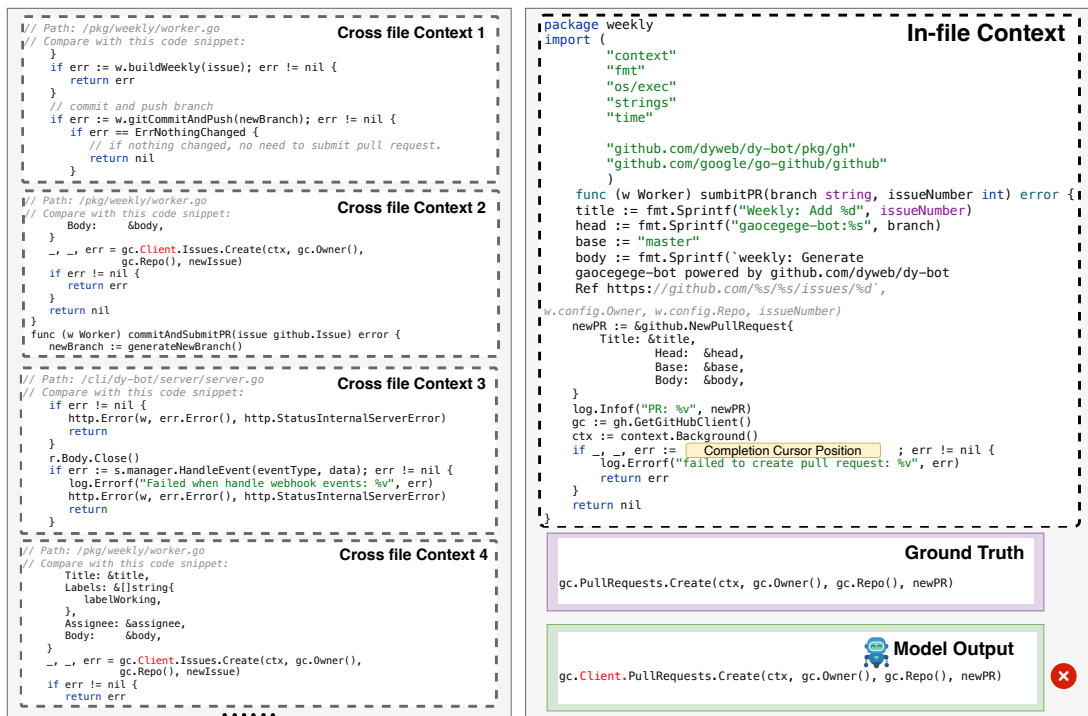 // Path: /pkg/weekly/worker.go
Cross file Context 1
// Compare with this code snippet:
}
if err := w.buildWeekly(issue); err != nil {
return err
}
// commit and push branch
if err := w.gitCommitAndPush(newBranch); err != nil {
if err == ErrNothingChanged {
// if nothing changed, no need to submit pull request.
return nil
}
// Path: /pkg/weekly/worker.go
Cross file Context 2
// Compare with this code snippet:
Body: &body,
}
_, _, err = gc.Client.Issues.Create(ctx, gc.Owner(),
gc.Repo(), newIssue)
if err != nil {
return err
}
return nil
}
func (w Worker) commitAndSubmitPR(issue github.Issue) error {
newBranch := generateNewBranch()
// Path: /cli/dy-bot/server/server.go
Cross file Context 3
// Compare with this code snippet:
if err != nil {
http.Error(w, err.Error(), http.StatusInternalServerError)
return
}
r.Body.Close()
if err := s.manager.HandleEvent(eventType, data); err != nil {
log.Errorf("Failed when handle webhook events: %v", err)
http.Error(w, err.Error(), http.StatusInternalServerError)
return
}
// Path: /pkg/weekly/worker.go
Cross file Context 4
// Compare with this code snippet:
Title: &title,
Labels: &[]string{
labelWorking,
},
Assignee: &assignee,
Body: &body,
}
_, _, err = gc.Client.Issues.Create(ctx, gc.Owner(),
gc.Repo(), newIssue)
if err != nil {
return err
......
In-file Context
package weekly
import (
"context"
"fmt"
"os/exec"
"strings"
"time"
"github.com/dyweb/dy-bot/pkg/gh"
"github.com/google/go-github/github"
)
func (w Worker) sumbitPR(branch string, issueNumber int) error {
title := fmt.Sprintf("Weekly: Add %d", issueNumber)
head := fmt.Sprintf("gaocegege-bot:%s", branch)
base := "master"
body := fmt.Sprintf(`weekly: Generate
gaocegege-bot powered by github.com/dyweb/dy-bot
Ref https://github.com/%s/%s/issues/%d`,
w.config.Owner, w.config.Repo, issueNumber)
newPR := &github.NewPullRequest{
Title: &title,
Head: &head,
Base: &base,
Body: &body,
}
log.Infof("PR: %v", newPR)
gc := gh.GetGitHubClient()
ctx := context.Background()
if _, _, err := Completion Cursor Position ; err != nil {
log.Errorf("failed to create pull request: %v", err)
return err
}
return nil
}
Ground Truth
gc.PullRequests.Create(ctx, gc.Owner(), gc.Repo(), newPR)
Model Output
gc.Client.PullRequests.Create(ctx, gc.Owner(), gc.Repo(), newPR)